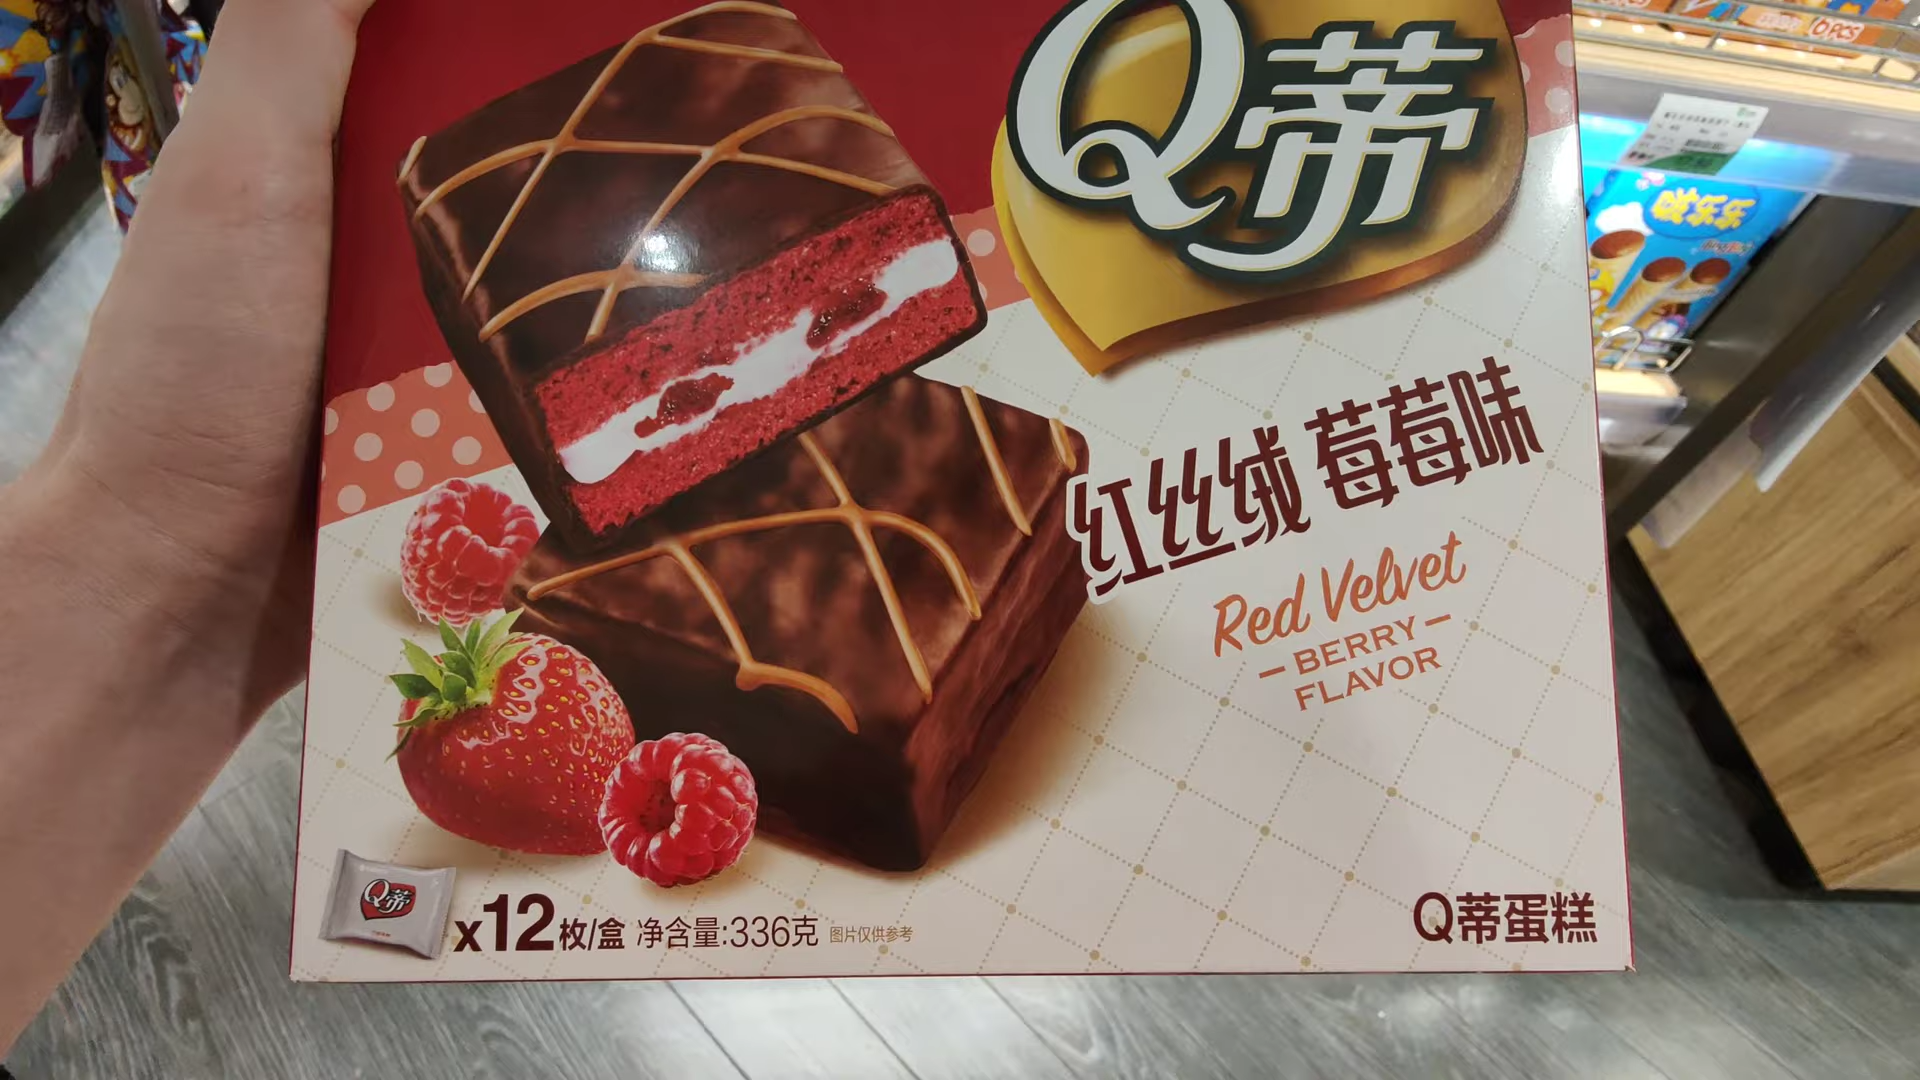 Q蒂
红丝绒 莓莓味
Red Velvet
BERRY
FLAVOR
Q蒂
x12枚/盒 净含量:336克 图片仅供参考
Q蒂蛋糕